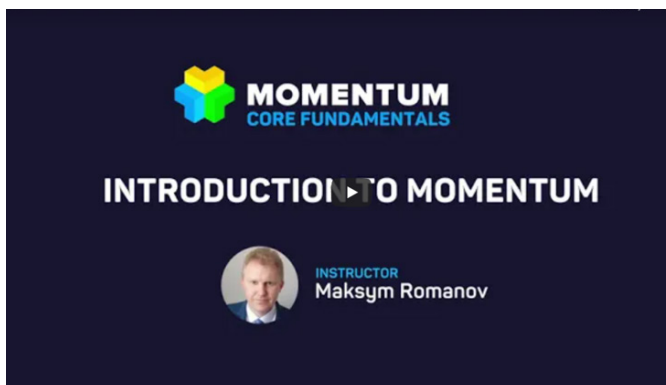 MOMENTUM
CORE FUNDAMENTALS
INTRODUCTION TO MOMENTUM
INSTRUCTOR
Maksym Romanov